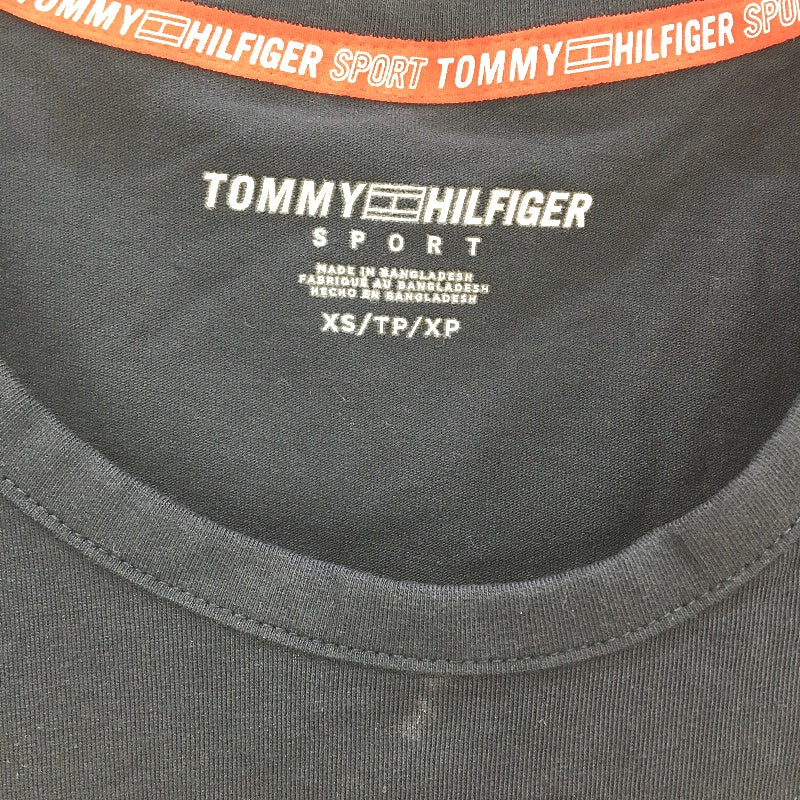 TOMMY HILFIGER SPORT TOMMY HILFIGER SPORT
TOMMY HILFIGER
SPORT
MADE IN BANGLADESH
FABRIQUÉ AU BANGLADESH
HECHO EN BANGLADESH
XS/TP/XP